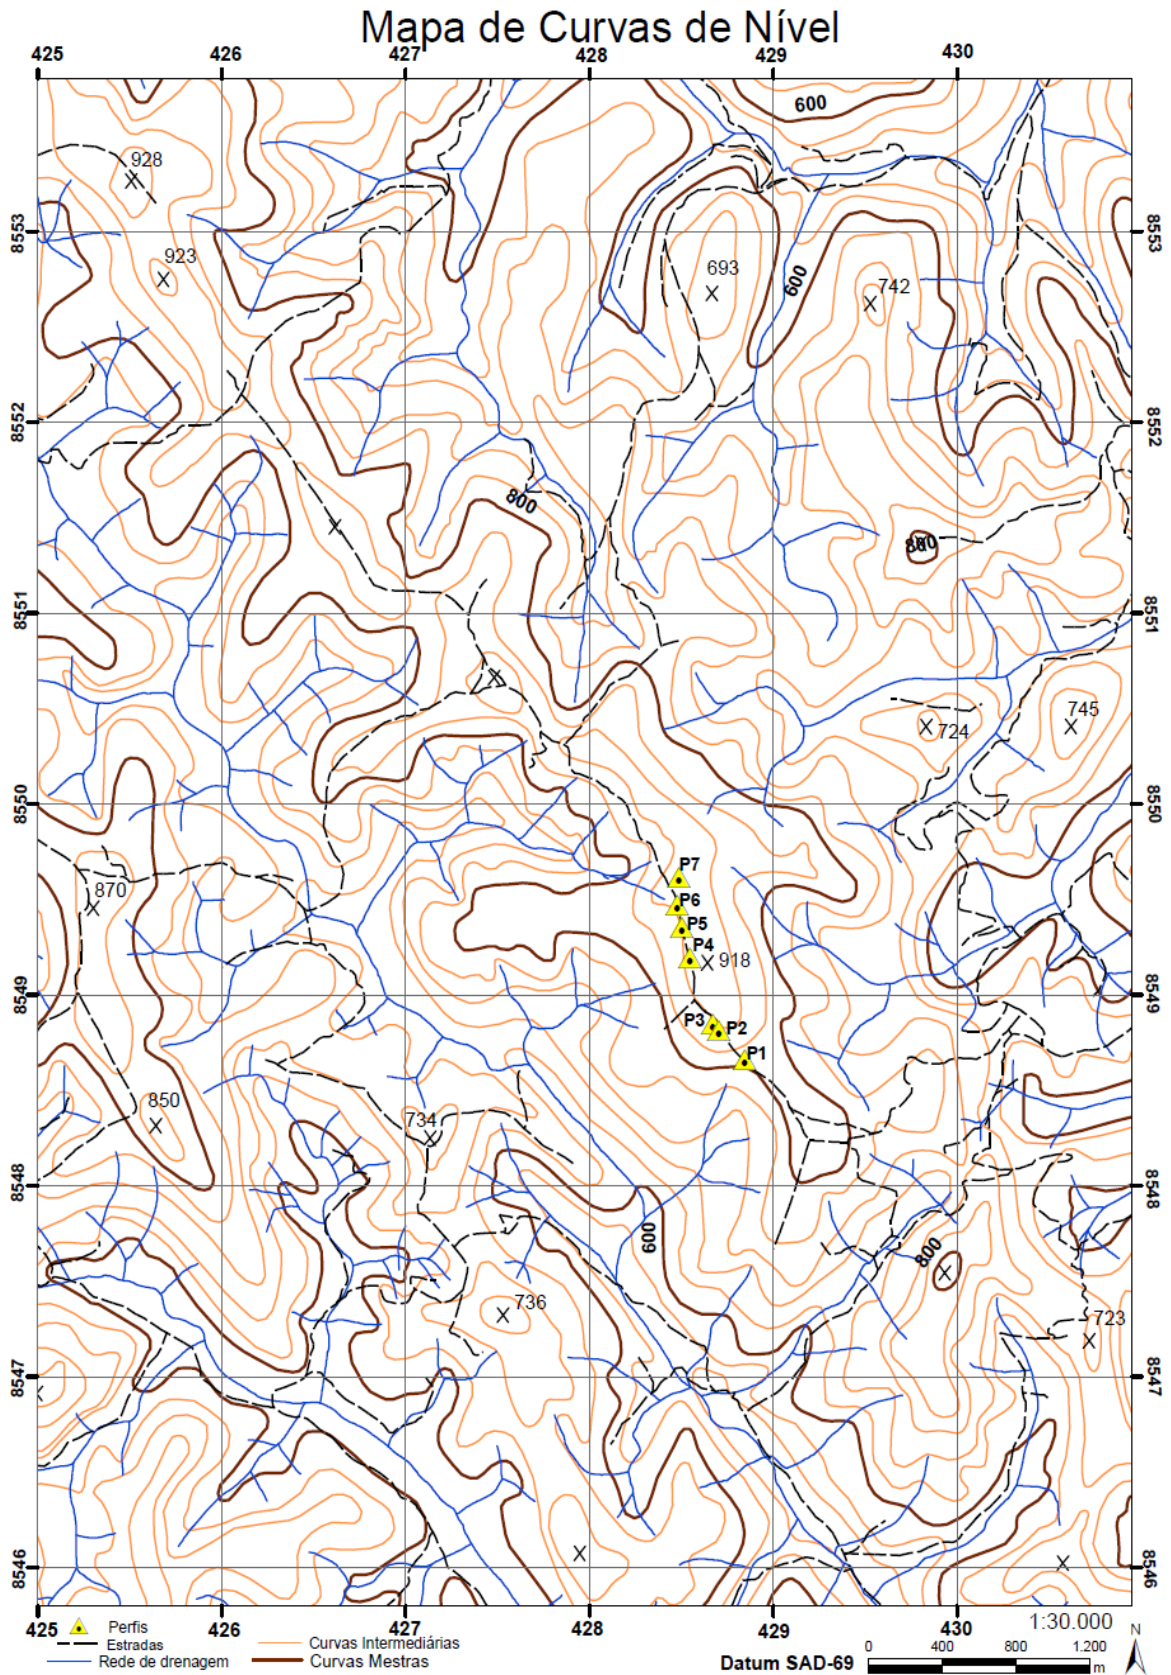 Mapa de Curvas de Nível
425 426 427 428 429 430
600
928
8553 8553
923
693
600
742
8552 8552
800
8551 8551
745
724
8550 8550
P7
870
P6
P5
P4
918
8549 8549
P3 P2
P1
850
734
8548 8548
600
800
736
723
8547 8547
8546 8546
425 426 427 428 429 430
1:30.000
N
Perfis
Estradas
Curvas Intermediárias
Rede de drenagem
Curvas Mestras
Datum SAD-69
0 400 800 1.200
m